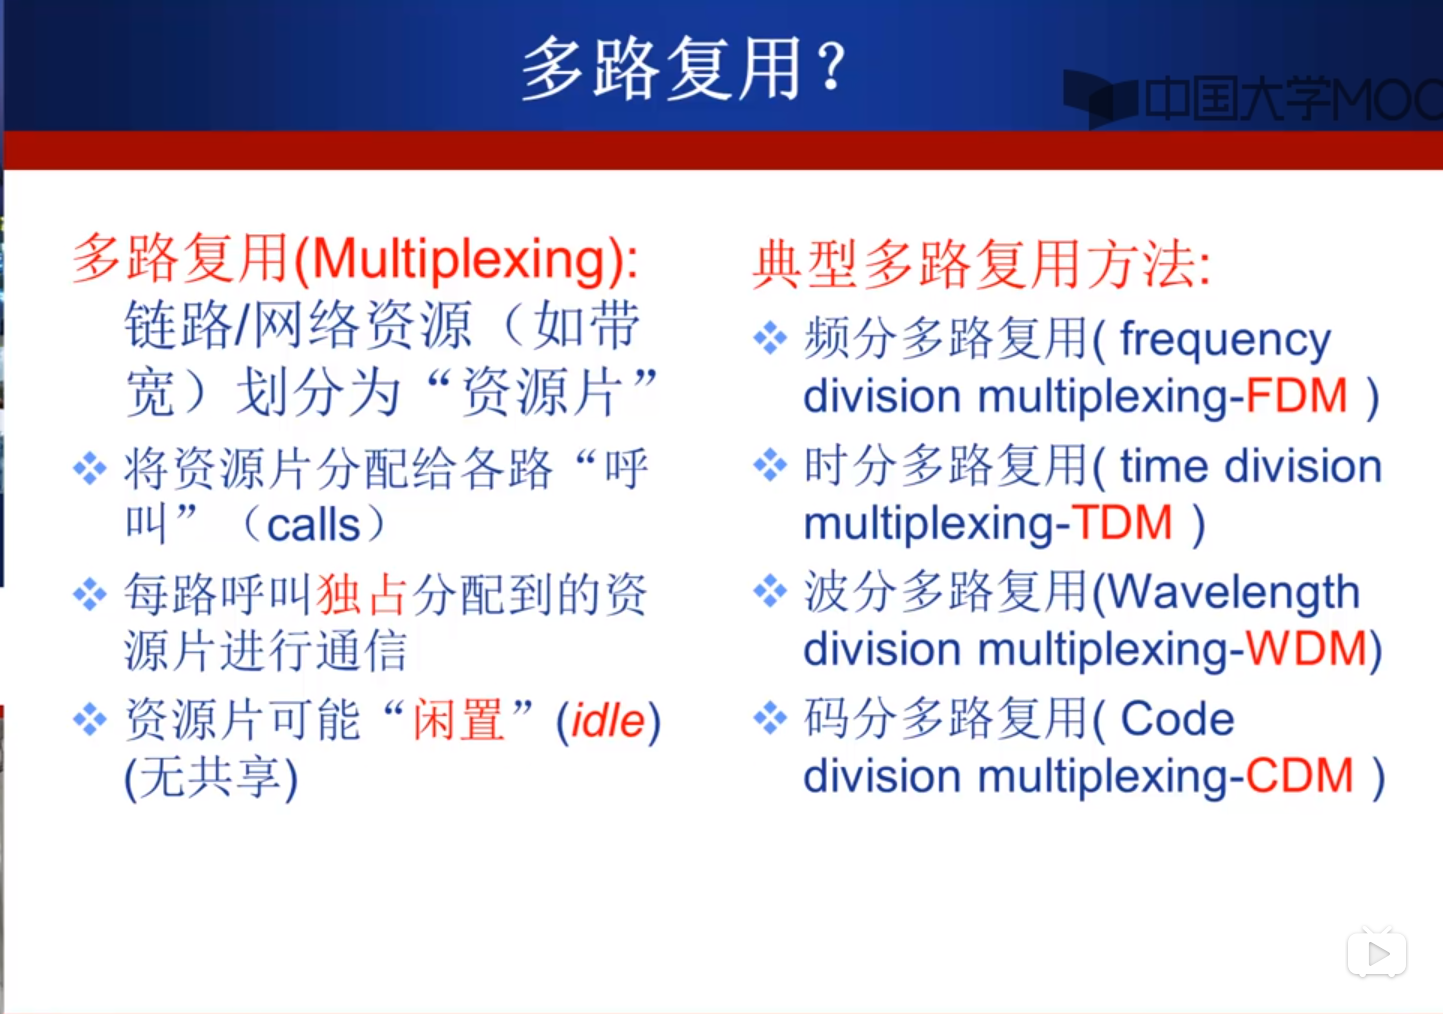 多路复用？
中国大学MOO
多路复用(Multiplexing):
链路/网络资源（如带
宽）划分为“资源片”
将资源片分配给各路“呼
叫”（calls）
每路呼叫独占分配到的资
源片进行通信
资源片可能“闲置”(idle)
(无共享)
典型多路复用方法:
频分多路复用( frequency
division multiplexing-FDM )
时分多路复用( time division
multiplexing-TDM )
波分多路复用(Wavelength
division multiplexing-WDM)
码分多路复用( Code
division multiplexing-CDM )